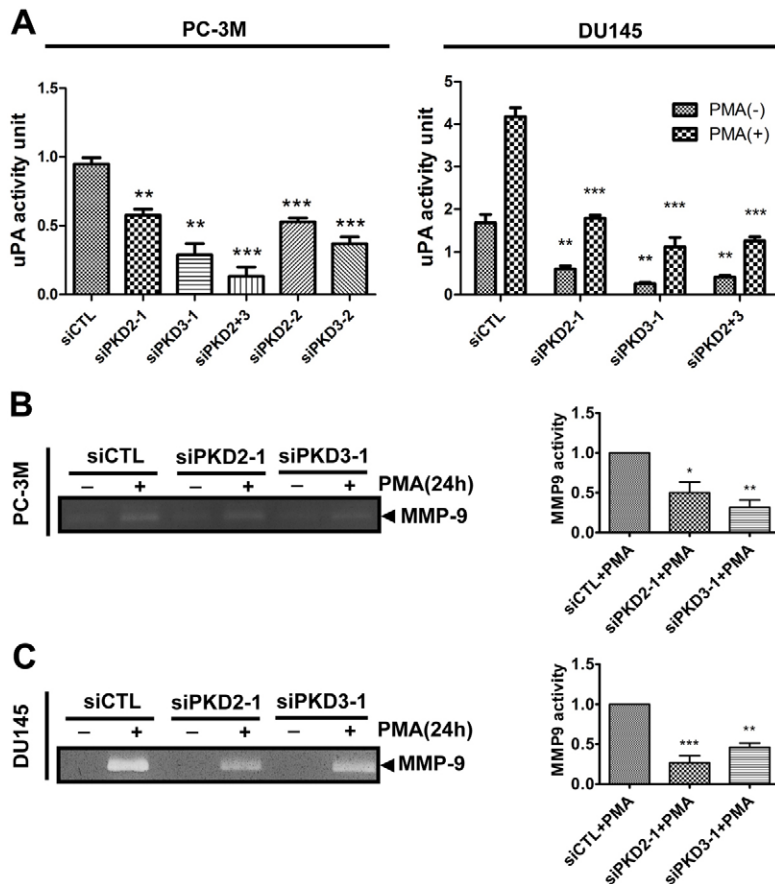 A
PC-3M
DU145
uPA activity unit
1.5
1.0
0.5
0.0
**
**
***
***
***
siCTL
siPKD2-1
siPKD3-1
siPKD2+3
siPKD2-2
siPKD3-2
uPA activity unit
5
4
3
2
1
0
PMA(-)
PMA(+)
**
***
**
***
**
***
siCTL
siPKD2-1
siPKD3-1
siPKD2+3
B
PC-3M
siCTL siPKD2-1 siPKD3-1
– + – + – + PMA(24h)
MMP-9
MMP9 activity
1.5
1.0
0.5
0.0
*
**
siCTL+PMA
siPKD2-1+PMA
siPKD3-1+PMA
C
DU145
siCTL siPKD2-1 siPKD3-1
– + – + – + PMA(24h)
MMP-9
MMP9 activity
1.5
1.0
0.5
0.0
***
**
siCTL+PMA
siPKD2-1+PMA
siPKD3-1+PMA